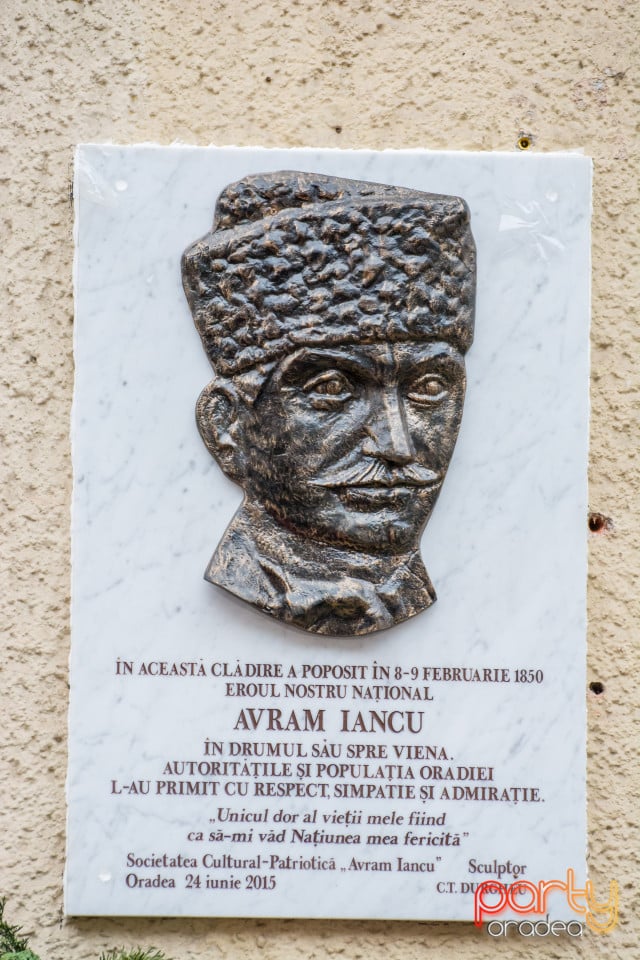 ÎN ACEASTĂ CLĂDIRE A POPOSIT ÎN 8-9 FEBRUARIE 1850
EROUL NOSTRU NAȚIONAL
AVRAM IANCU
ÎN DRUMUL SĂU SPRE VIENA.
AUTORITĂȚILE ȘI POPULAȚIA ORADIEI
L-AU PRIMIT CU RESPECT, SIMPATIE ȘI ADMIRAȚIE.
„Unicul dor al vieții mele fiind
ca să-mi văd Națiunea mea fericită”
Societatea Cultural-Patriotică „Avram Iancu” Sculptor
Oradea 24 iunie 2015 C.T. DURGHEU
party
oradea